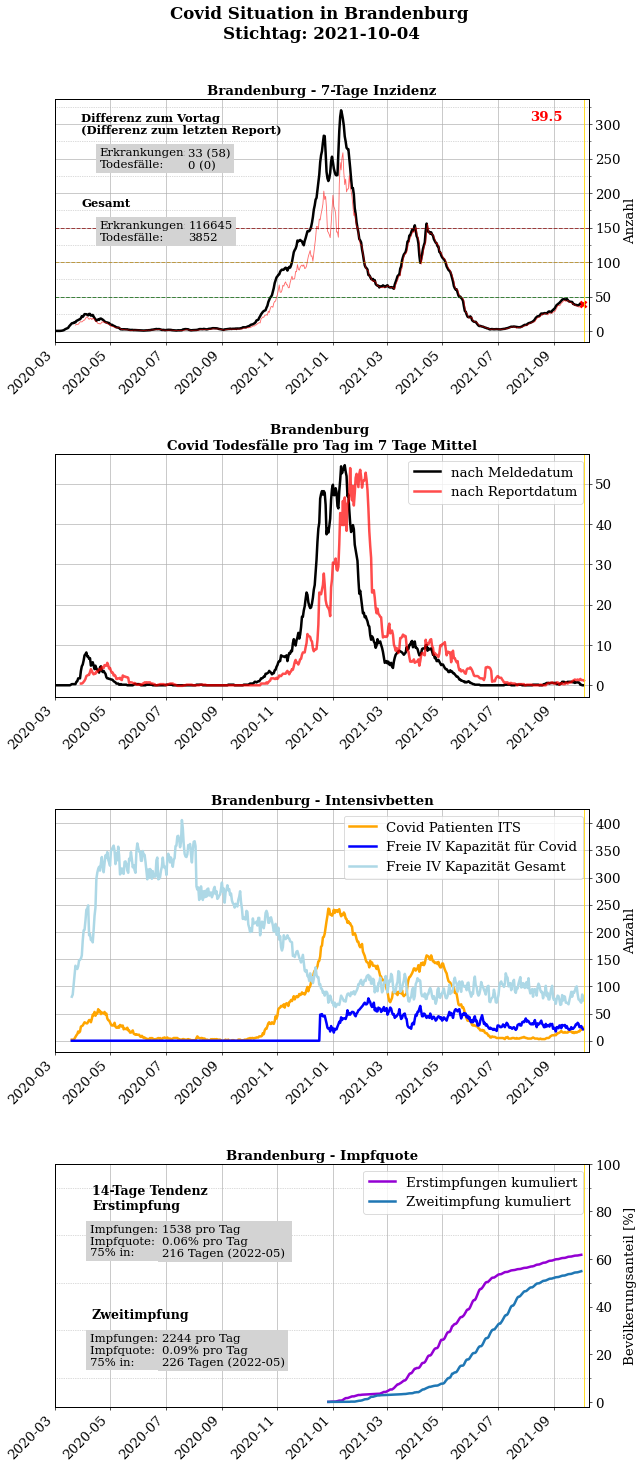 Covid Situation in Brandenburg
Stichtag: 2021-10-04
Brandenburg - 7-Tage Inzidenz
Differenz zum Vortag
(Differenz zum letzten Report)
Erkrankungen 33 (58)
Todesfälle: 0 (0)
Gesamt
Erkrankungen 116645
Todesfälle: 3852
39.5
300
250
200
150
100
50
0
Anzahl
2020-03
2020-05
2020-07
2020-09
2020-11
2021-01
2021-03
2021-05
2021-07
2021-09
Brandenburg
Covid Todesfälle pro Tag im 7 Tage Mittel
nach Meldedatum
nach Reportdatum
50
40
30
20
10
0
2020-03
2020-05
2020-07
2020-09
2020-11
2021-01
2021-03
2021-05
2021-07
2021-09
Brandenburg - Intensivbetten
Covid Patienten ITS
Freie IV Kapazität für Covid
Freie IV Kapazität Gesamt
400
350
300
250
200
150
100
50
0
Anzahl
2020-03
2020-05
2020-07
2020-09
2020-11
2021-01
2021-03
2021-05
2021-07
2021-09
Brandenburg - Impfquote
14-Tage Tendenz
Erstimpfung
Impfungen: 1538 pro Tag
Impfquote: 0.06% pro Tag
75% in: 216 Tagen (2022-05)
Zweitimpfung
Impfungen: 2244 pro Tag
Impfquote: 0.09% pro Tag
75% in: 226 Tagen (2022-05)
Erstimpfungen kumuliert
Zweitimpfung kumuliert
100
80
60
40
20
0
Bevölkerungsanteil [%]
2020-03
2020-05
2020-07
2020-09
2020-11
2021-01
2021-03
2021-05
2021-07
2021-09